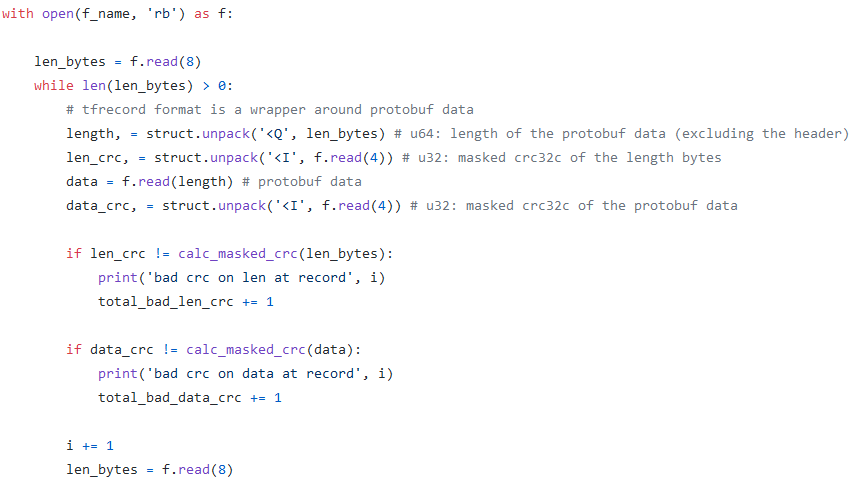 with open(f_name, 'rb') as f:
len_bytes = f.read(8)
while len(len_bytes) > 0:
# tfrecord format is a wrapper around protobuf data
length, = struct.unpack('<Q', len_bytes) # u64: length of the protobuf data (excluding the header)
len_crc, = struct.unpack('<I', f.read(4)) # u32: masked crc32c of the length bytes
data = f.read(length) # protobuf data
data_crc, = struct.unpack('<I', f.read(4)) # u32: masked crc32c of the protobuf data
if len_crc != calc_masked_crc(len_bytes):
print('bad crc on len at record', i)
total_bad_len_crc += 1
if data_crc != calc_masked_crc(data):
print('bad crc on data at record', i)
total_bad_data_crc += 1
i += 1
len_bytes = f.read(8)